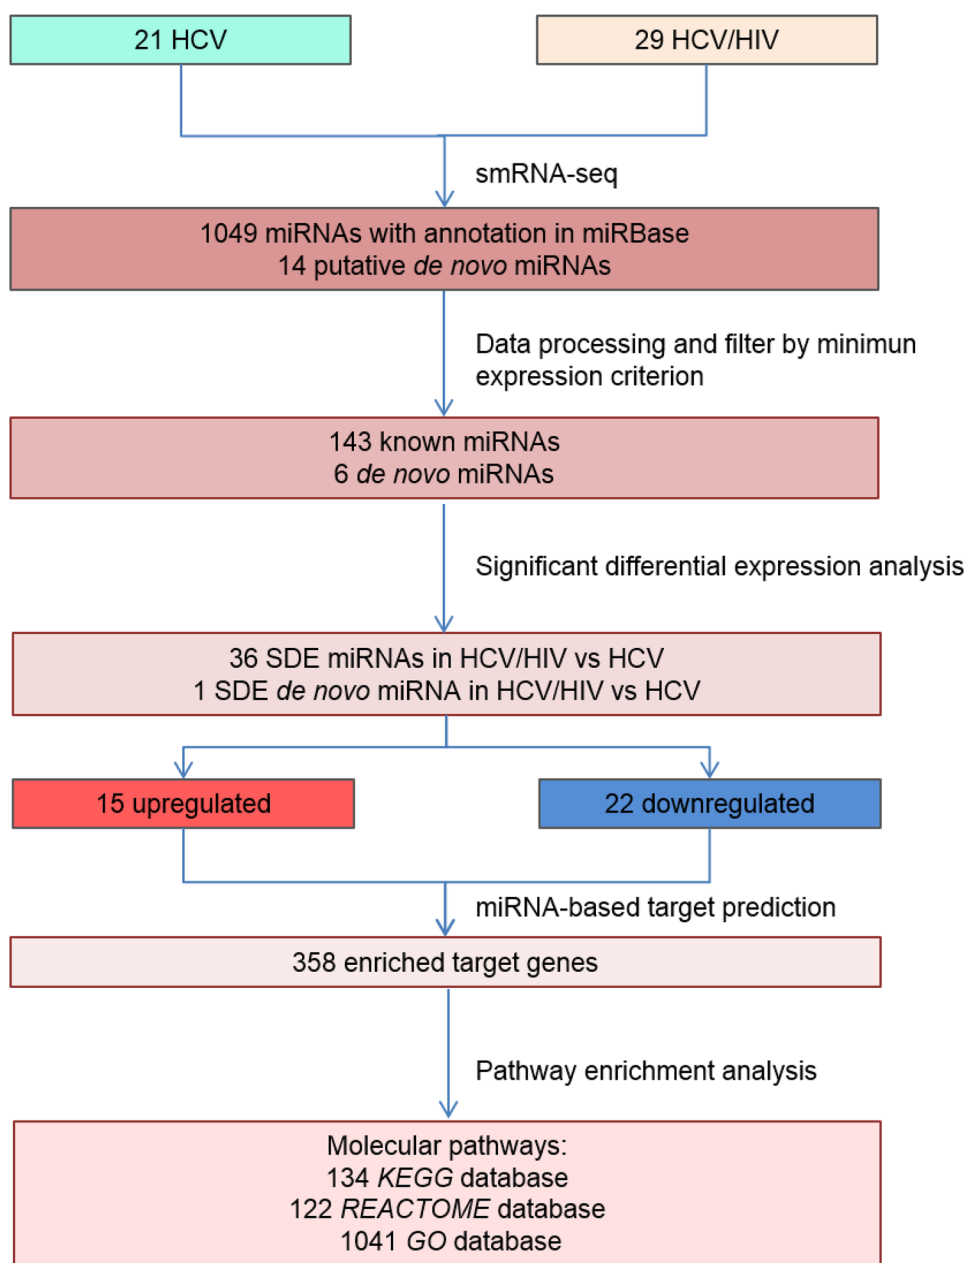 21 HCV
29 HCV/HIV
smRNA-seq
1049 miRNAs with annotation in miRBase
14 putative de novo miRNAs
Data processing and filter by minimun
expression criterion
143 known miRNAs
6 de novo miRNAs
Significant differential expression analysis
36 SDE miRNAs in HCV/HIV vs HCV
1 SDE de novo miRNA in HCV/HIV vs HCV
15 upregulated
22 downregulated
miRNA-based target prediction
358 enriched target genes
Pathway enrichment analysis
Molecular pathways:
134 KEGG database
122 REACTOME database
1041 GO database